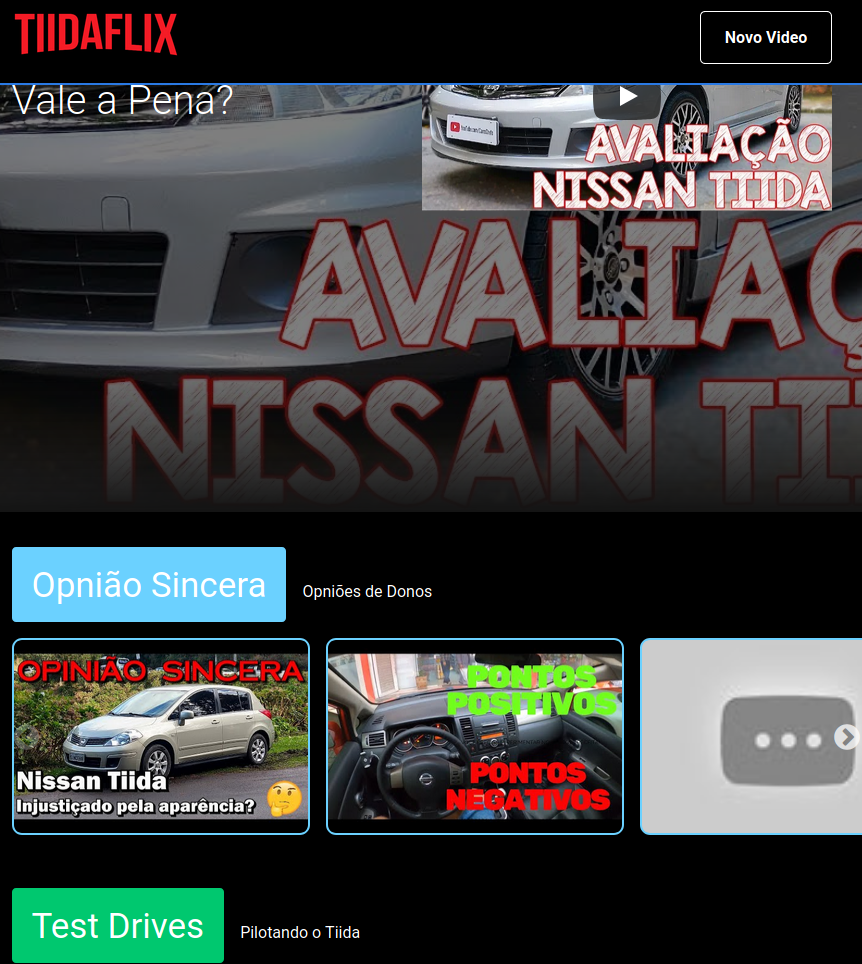 TIIDAFLIX
Novo Video
Vale a Pena?
AVALIAÇÃO
NISSAN TIIDA
AVALIAÇ
NISSAN TI
Opnião Sincera
Opniões de Donos
OPINIÃO SINCERA
Nissan Tiida
Injustiçado pela aparência?
PONTOS
POSITIVOS
PONTOS
NEGATIVOS
Test Drives
Pilotando o Tiida